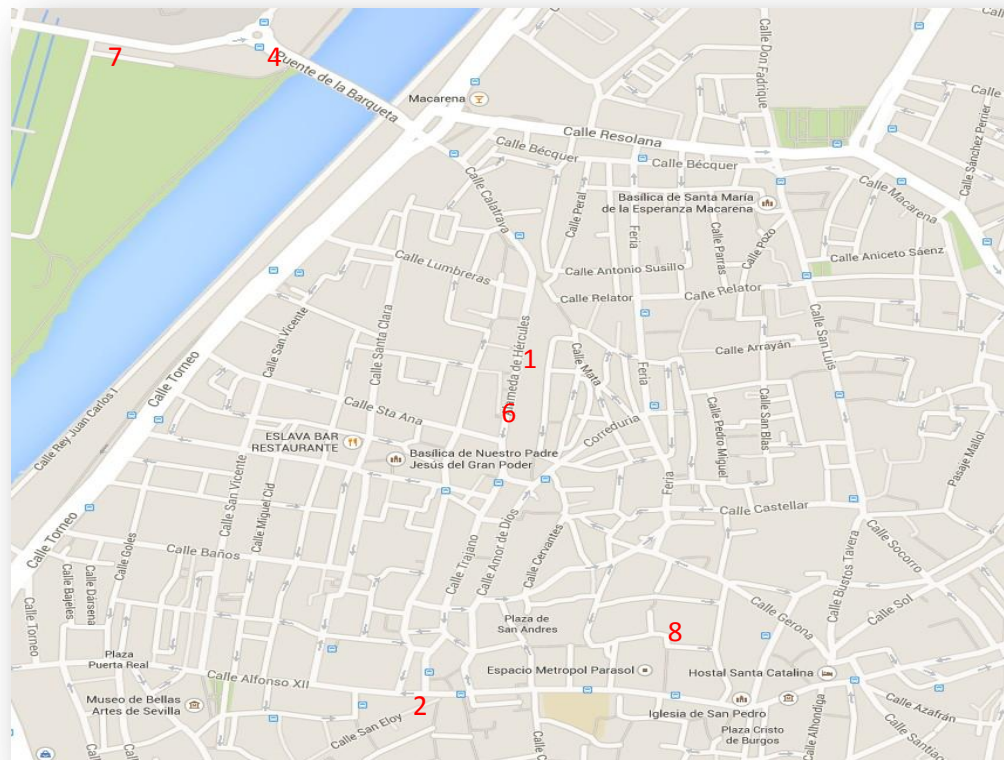 7
4
Puente de la Barqueta
Macarena
Calle Don Fadrique
Calle
Calle Resolana
Calle Bécquer
Calle Bécquer
Calle Sánchez Perrier
Calle Macarena
Calle Calatrava
Calle Peral
Feria
Basílica de Santa María
de la Esperanza Macarena
Calle Parras
Calle Pozo
Calle Aniceto Sáenz
Calle Lumbreras
Calle Antonio Susillo
Calle Relator
Calle Relator
Calle San Vicente
Calle Santa Clara
Alameda de Hércules
1
Calle Mata
Feria
Calle Arrayán
Calle San Luis
Calle Torneo
Calle Rey Juan Carlos I
Calle Sta Ana
6
Correduria
Calle Pedro Miguel
Calle San Blas
Pasaje Mallol
ESLAVA BAR
RESTAURANTE
Basílica de Nuestro Padre
Jesús del Gran Poder
Calle San Vicente
Calle Miguel Cid
Feria
Calle Castellar
Calle Torneo
Calle Goles
Calle Baños
Calle Trajano
Calle Amor de Dios
Calle Cervantes
Calle Bustos Tavera
Calle Socorro
Calle Sol
Calle Bajeles
Calle Dársena
Calle Torneo
Plaza de
San Andres
Calle Gerona
8
Plaza
Puerta Real
Calle Alfonso XII
Espacio Metropol Parasol
Hostal Santa Catalina
Museo de Bellas
Artes de Sevilla
2
Calle San Eloy
Iglesia de San Pedro
Plaza Cristo
de Burgos
Calle Alhondiga
Calle Azafrán
Calle Santiago
Calle C